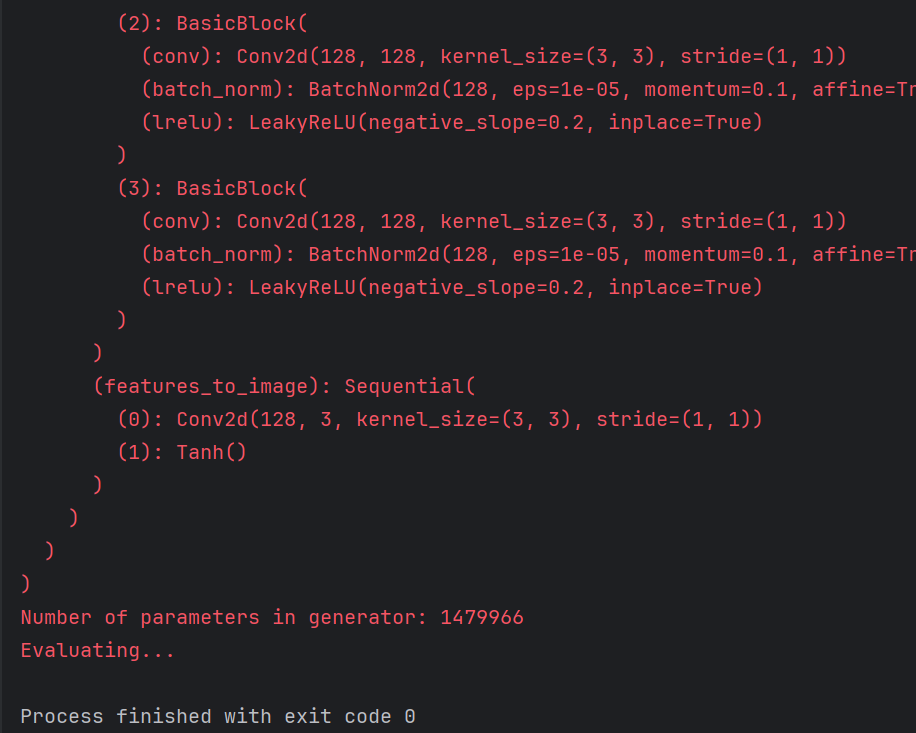 (2): BasicBlock(
(conv): Conv2d(128, 128, kernel_size=(3, 3), stride=(1, 1))
(batch_norm): BatchNorm2d(128, eps=1e-05, momentum=0.1, affine=Tr
(lrelu): LeakyReLU(negative_slope=0.2, inplace=True)
)
(3): BasicBlock(
(conv): Conv2d(128, 128, kernel_size=(3, 3), stride=(1, 1))
(batch_norm): BatchNorm2d(128, eps=1e-05, momentum=0.1, affine=Tr
(lrelu): LeakyReLU(negative_slope=0.2, inplace=True)
)
)
(features_to_image): Sequential(
(0): Conv2d(128, 3, kernel_size=(3, 3), stride=(1, 1))
(1): Tanh()
)
)
)
)
Number of parameters in generator: 1479966
Evaluating...
Process finished with exit code 0